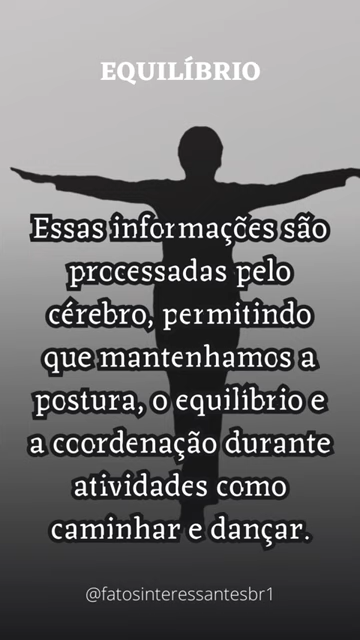 EQUILÍBRIO
Essas informações são
processadas pelo
cérebro, permitindo
que mantenhamos a
postura, o equilíbrio e
a coordenação durante
atividades como
caminhar e dançar.
@fatosinteressantesbr1